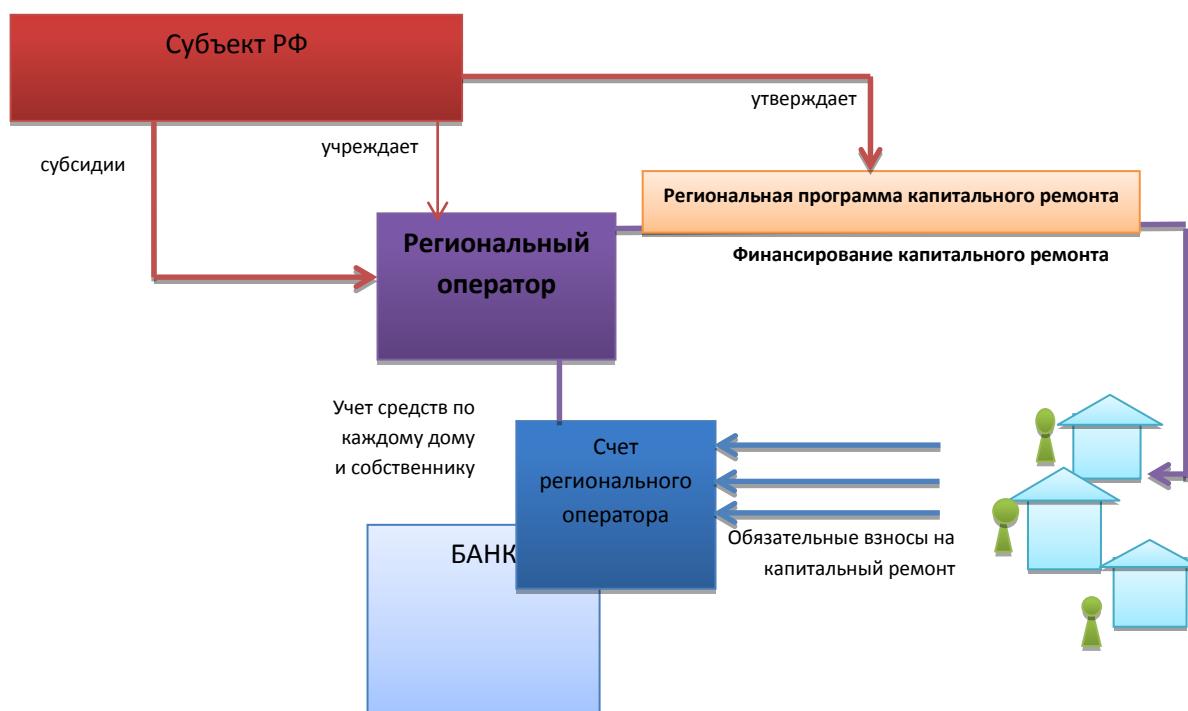 Субъект РФ
утверждает
учреждает
субсидии
Региональная программа капитального ремонта
Региональный
оператор
Финансирование капитального ремонта
Учет средств по
каждому дому
и собственнику
Счет
регионального
оператора
Обязательные взносы на
капитальный ремонт
БАНК